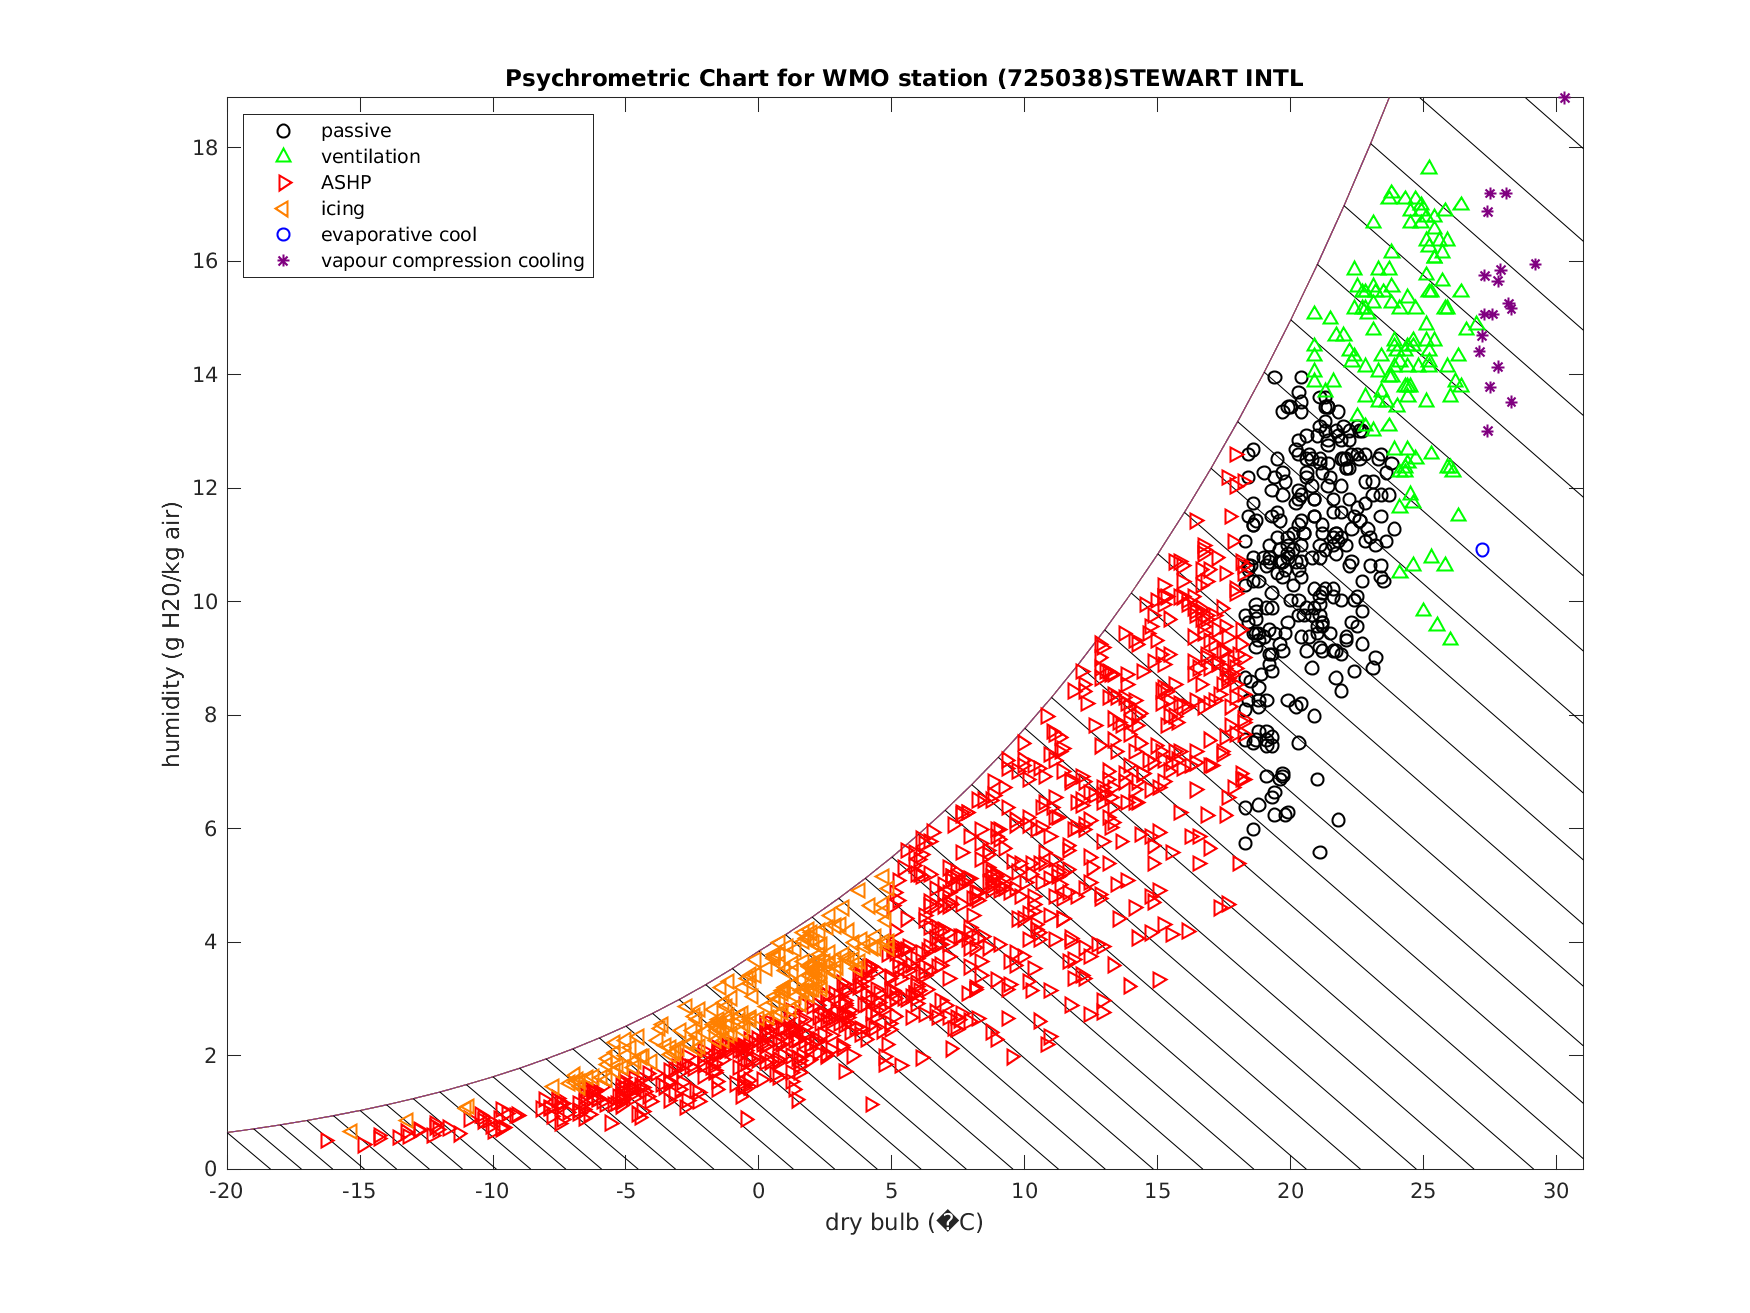 Psychrometric Chart for WMO station (725038)STEWART INTL
passive
ventilation
ASHP
icing
evaporative cool
vapour compression cooling
humidity (g H20/kg air)
18
16
14
12
10
8
6
4
2
0
-20 -15 -10 -5 0 5 10 15 20 25 30
dry bulb (�C)